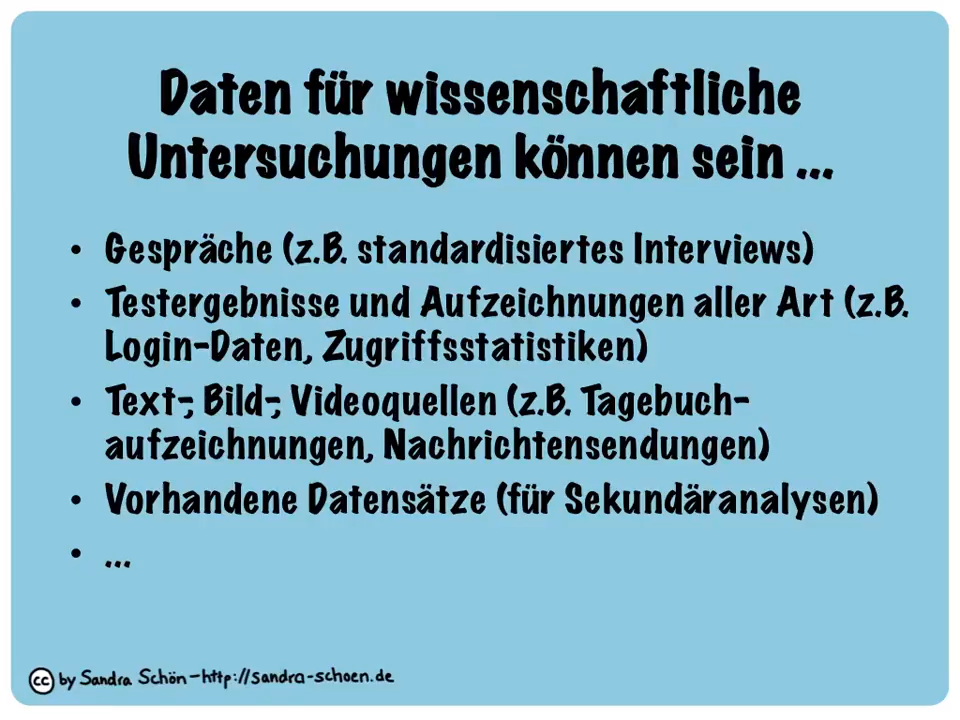 Daten für wissenschaftliche
Untersuchungen können sein ...
• Gespräche (z.B. standardisiertes Interviews)
• Testergebnisse und Aufzeichnungen aller Art (z.B.
Login-Daten, Zugriffsstatistiken)
• Text-, Bild-, Videoquellen (z.B. Tagebuch-
aufzeichnungen, Nachrichtensendungen)
• Vorhandene Datensätze (für Sekundäranalysen)
• ...
cc by Sandra Schön – http://sandra-schoen.de